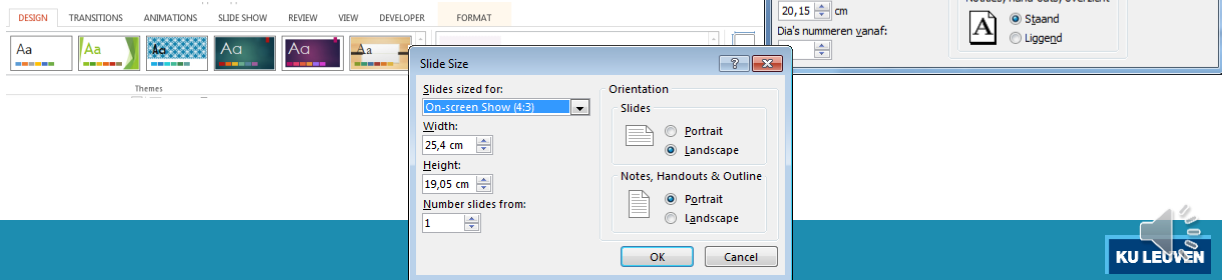 DESIGN TRANSITIONS ANIMATIONS SLIDE SHOW REVIEW VIEW DEVELOPER FORMAT
Aa Aa Aa Aa Aa Aa
Themes
20,15 cm
Dia's nummeren vanaf:
A
Staand
Liggend
Slide Size
Slides sized for:
On-screen Show (4:3)
Width:
25,4 cm
Height:
19,05 cm
Number slides from:
1
Orientation
Slides
Portrait
Landscape
Notes, Handouts & Outline
Portrait
Landscape
OK Cancel
KU LEUVEN